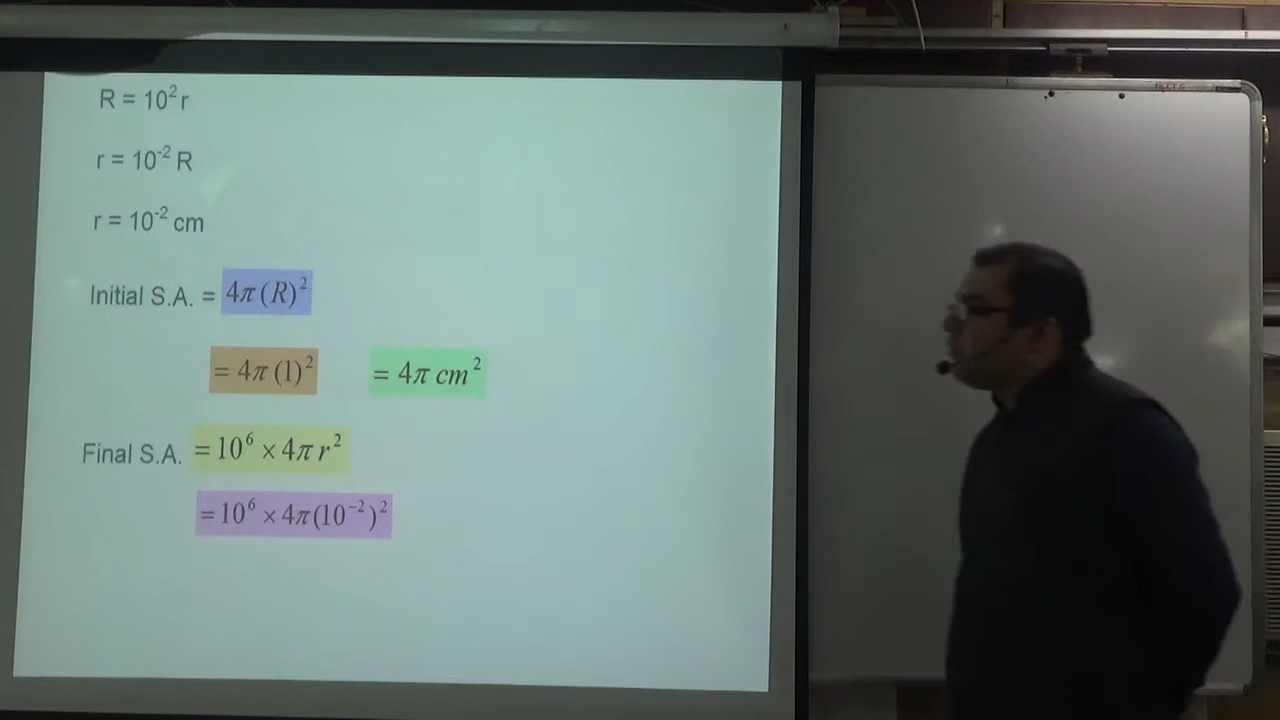 R = 10² r
r = 10⁻² R
r = 10⁻² cm
Initial S.A. = 4π (R)²
= 4π (1)² = 4π cm²
Final S.A. = 10⁶ × 4π r²
= 10⁶ × 4π(10⁻²)²